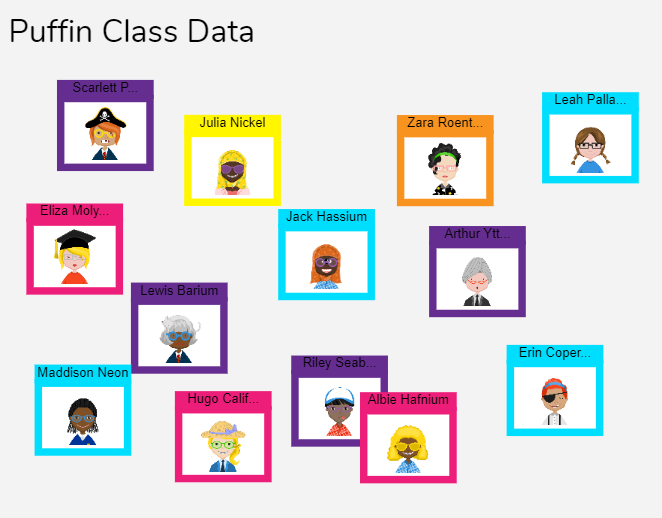 Puffin Class Data
Scarlett P...
Leah Palla...
Julia Nickel
Zara Roent...
Eliza Moly...
Jack Hassium
Arthur Ytt...
Lewis Barium
Erin Coper...
Riley Seab...
Maddison Neon
Hugo Calif...
Albie Hafnium